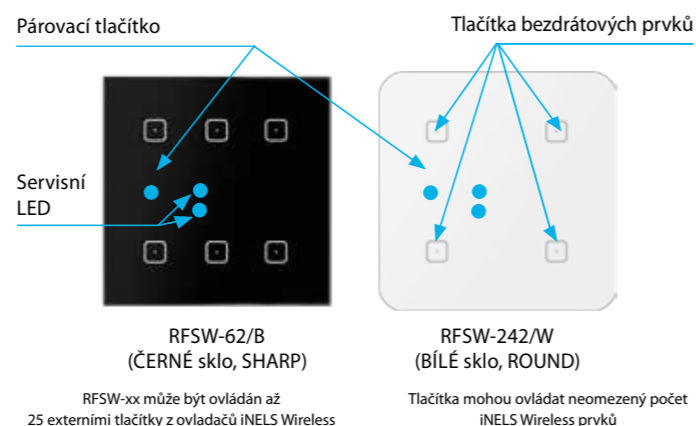 Párovací tlačítko
Tlačítka bezdrátových prvků
Servisní
LED
RFSW-62/B
(ČERNÉ sklo, SHARP)
RFSW-242/W
(BÍLÉ sklo, ROUND)
RFSW-xx může být ovládán až
25 externími tlačítky z ovladačů iNELS Wireless
Tlačítka mohou ovládat neomezený počet
iNELS Wireless prvků